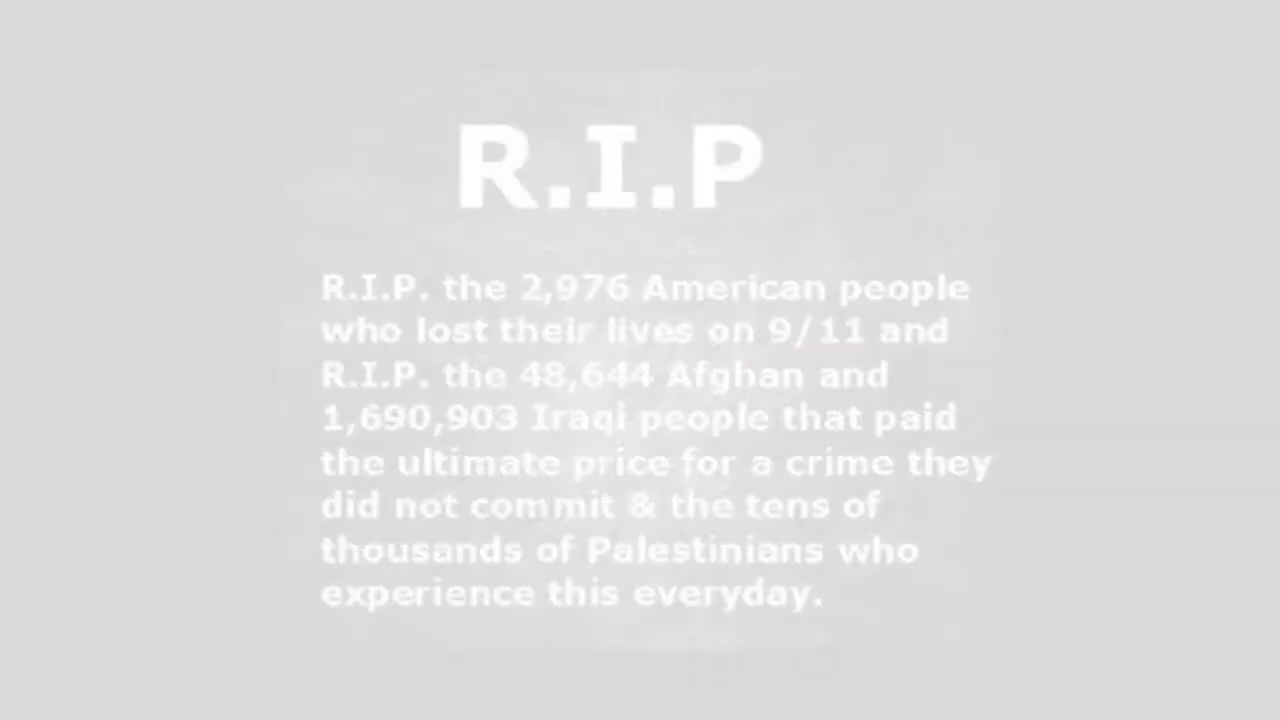 R.I.P
R.I.P. the 2,976 American people
who lost their lives on 9/11 and
R.I.P. the 48,644 Afghan and
1,690,903 Iraqi people that paid
the ultimate price for a crime they
did not commit & the tens of
thousands of Palestinians who
experience this everyday.